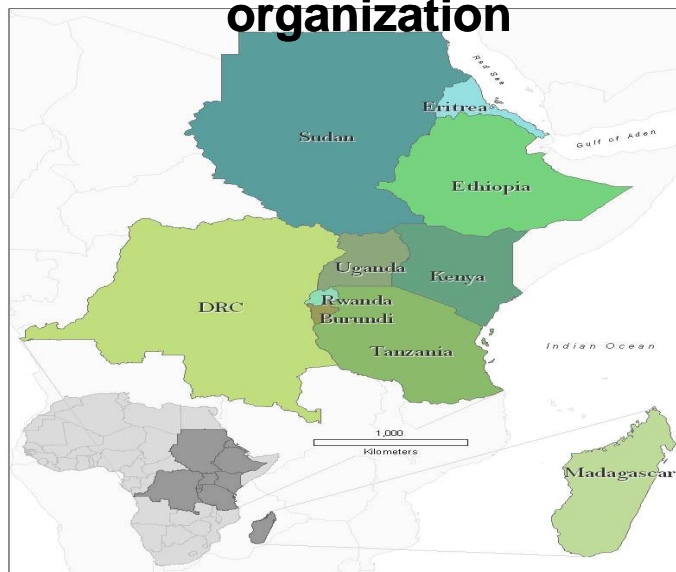 organization
Red Sea
Eritrea
Sudan
Gulf of Aden
Ethiopia
Uganda
Kenya
DRC
Rwanda
Burundi
Tanzania
Indian Ocean
1,000
Kilometers
Madagascar